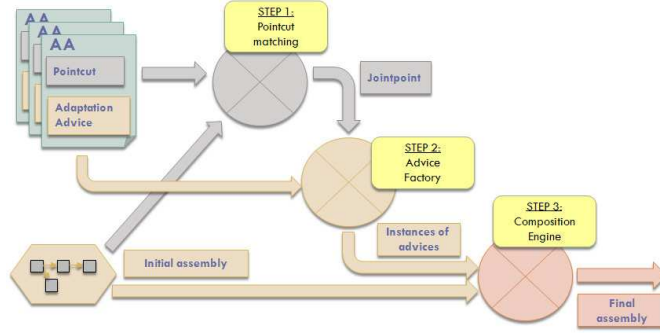 AA
AA
AA
Pointcut
Adaptation
Advice
STEP 1:
Pointcut
matching
Jointpoint
STEP 2:
Advice
Factory
STEP 3:
Composition
Engine
Instances of
advices
Initial assembly
Final
assembly